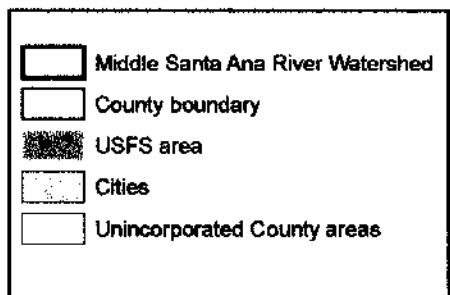 Middle Santa Ana River Watershed
County boundary
USFS area
Cities
Unincorporated County areas